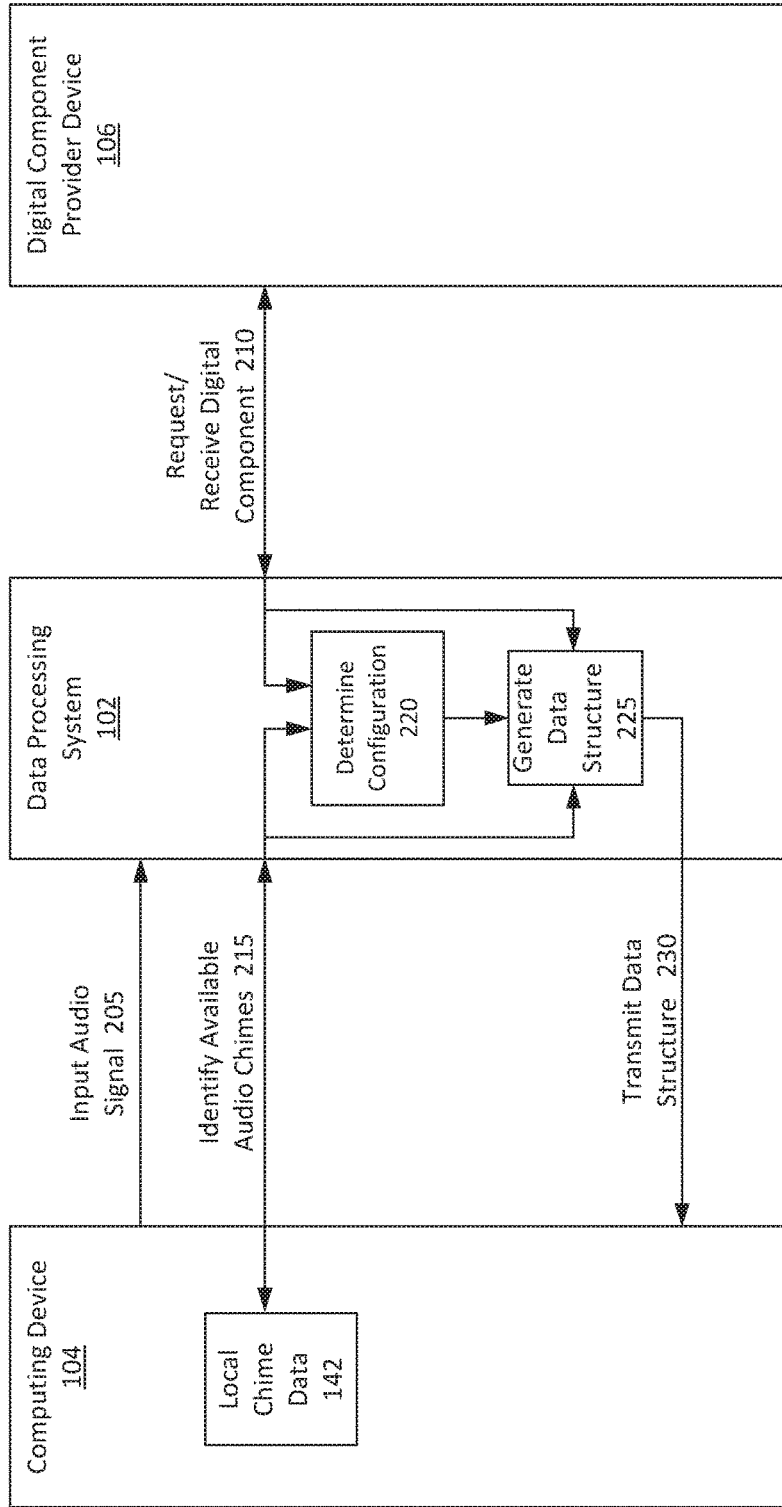 Computing Device
104
Local
Chime
Data
142
Input Audio
Signal 205
Identify Available
Audio Chimes 215
Transmit Data
Structure 230
Data Processing
System
102
Determine
Configuration
220
Generate
Data
Structure
225
Request/
Receive Digital
Component 210
Digital Component
Provider Device
106